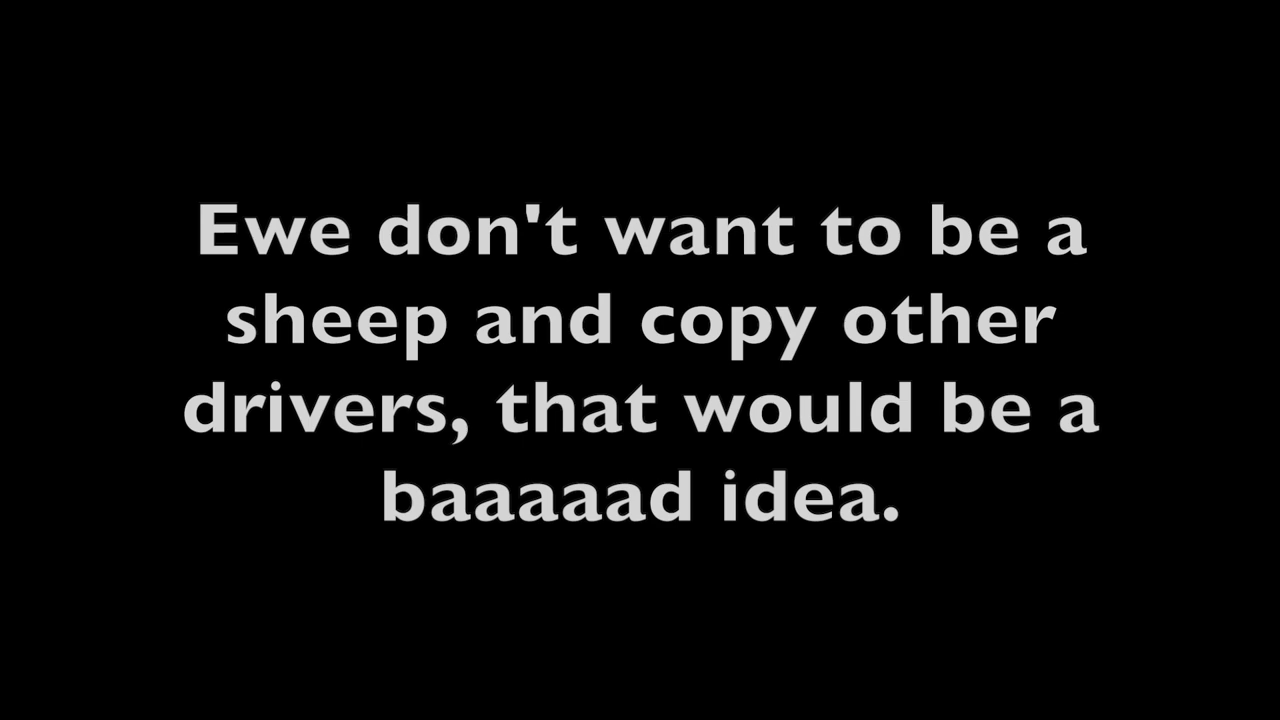 Ewe don't want to be a
sheep and copy other
drivers, that would be a
baaaaad idea.